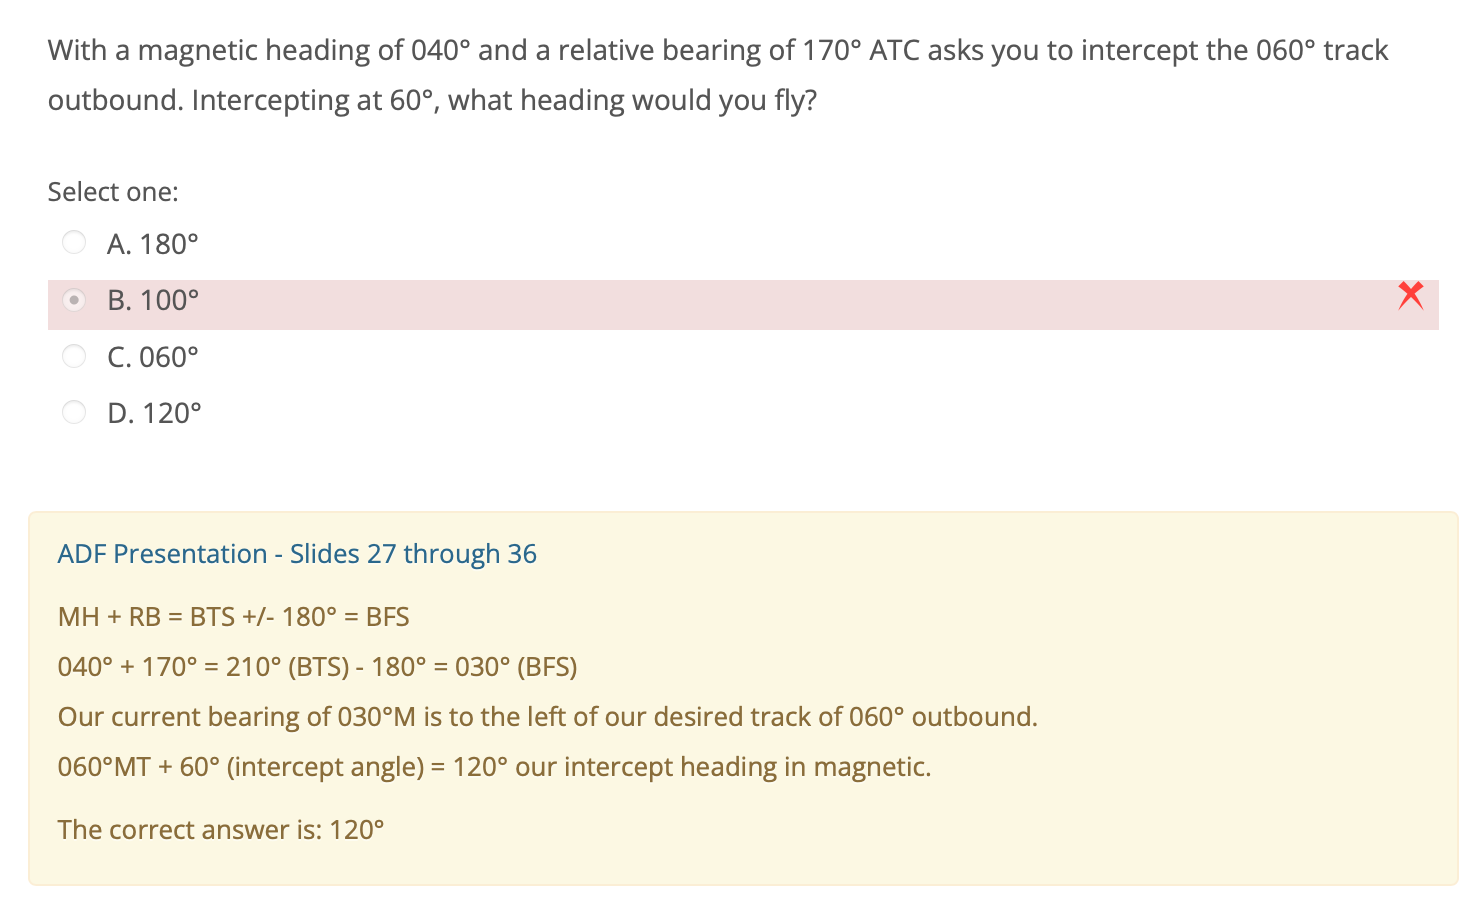 With a magnetic heading of 040° and a relative bearing of 170° ATC asks you to intercept the 060° track
outbound. Intercepting at 60°, what heading would you fly?
Select one:
A. 180°
B. 100°
C. 060°
D. 120°
ADF Presentation - Slides 27 through 36
MH + RB = BTS +/- 180° = BFS
040° + 170° = 210° (BTS) - 180° = 030° (BFS)
Our current bearing of 030°M is to the left of our desired track of 060° outbound.
060°MT + 60° (intercept angle) = 120° our intercept heading in magnetic.
The correct answer is: 120°